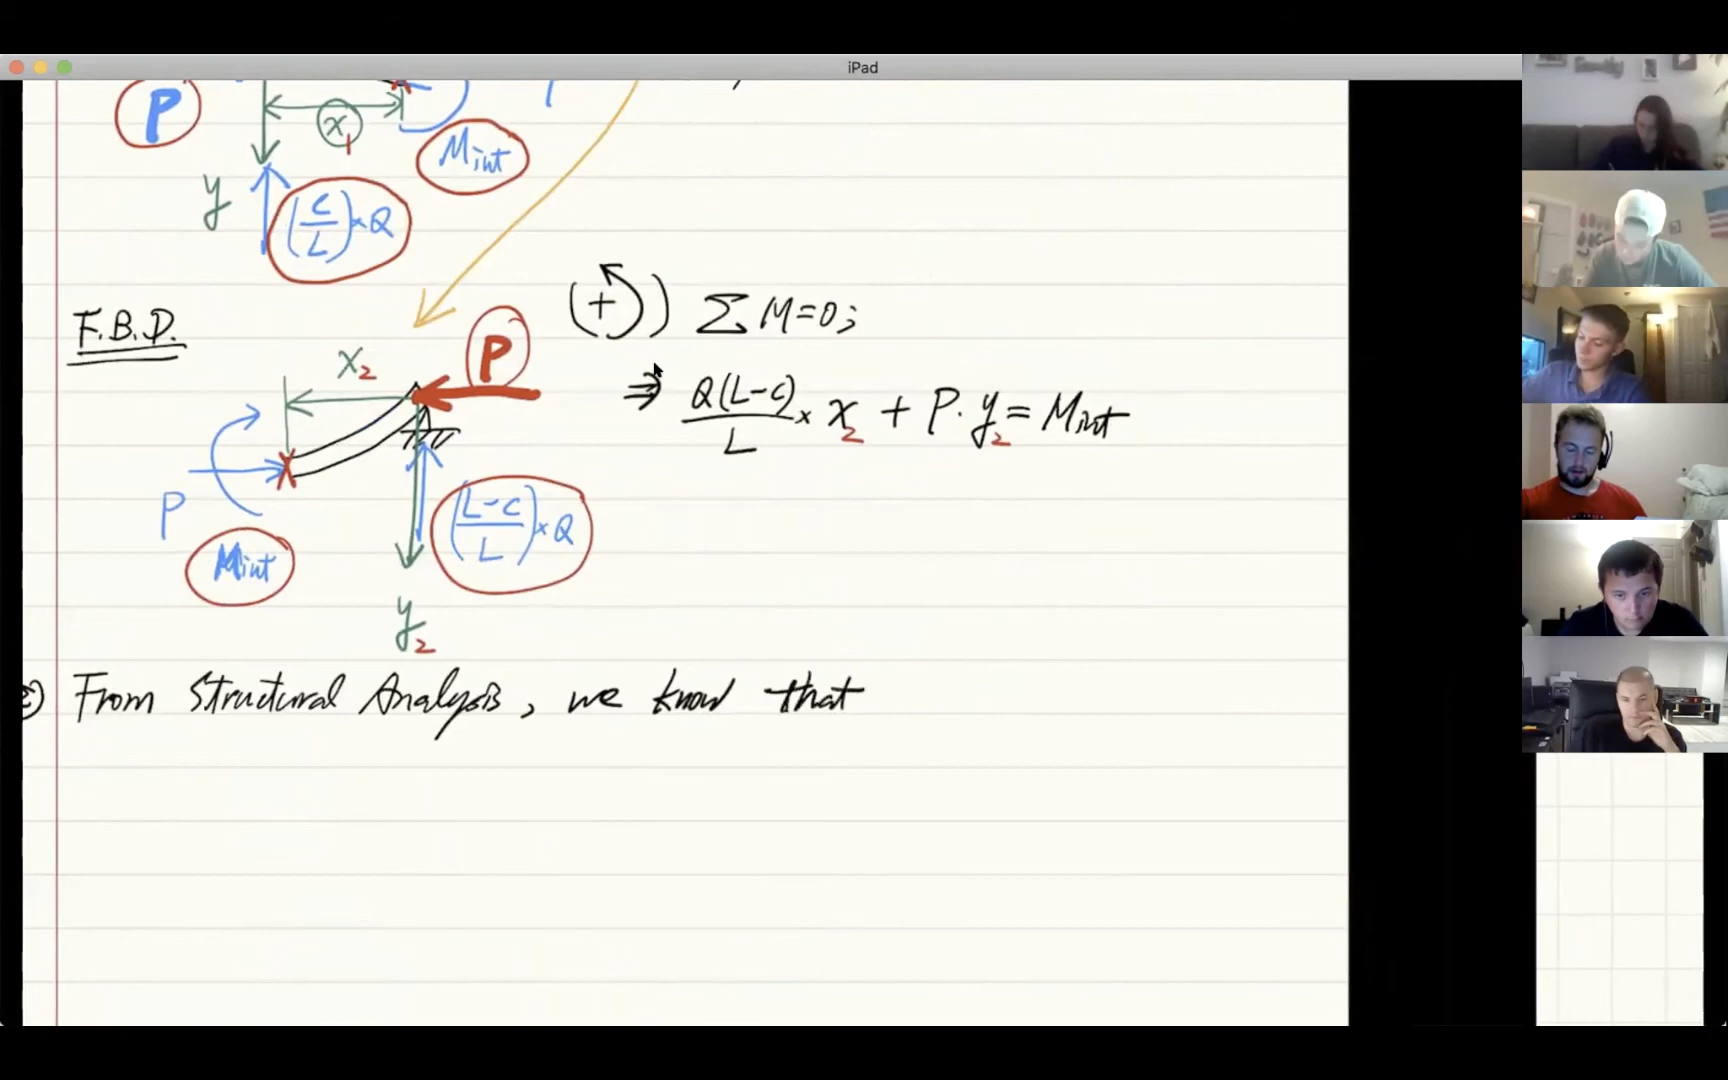 iPad
P
x1
Mint
y
(C/L)×Q
F.B.D.
(+) ΣM=0;
x2
P
⇒ Q(L-c)/L × x2 + P·y2 = Mint
P
(L-c/L)×Q
Mint
y2
From Structural Analysis, we know that